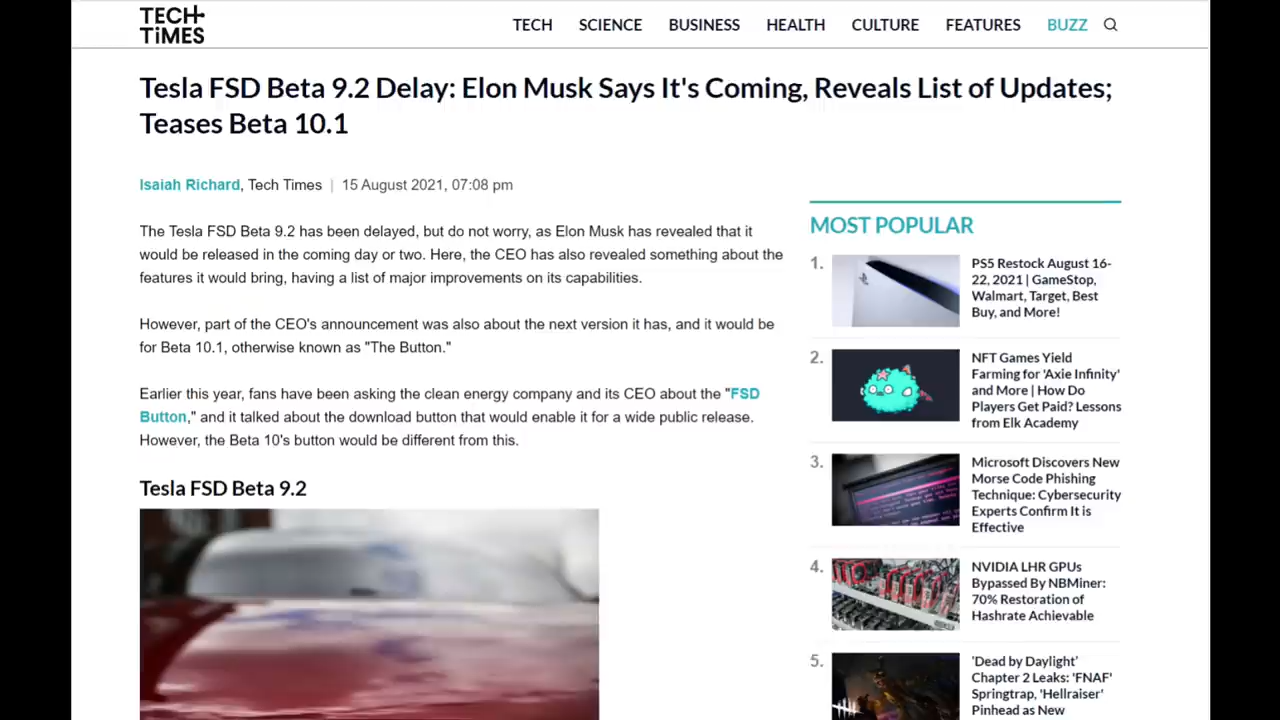 TECH
TiMES
TECH
SCIENCE
BUSINESS
HEALTH
CULTURE
FEATURES
BUZZ
Tesla FSD Beta 9.2 Delay: Elon Musk Says It's Coming, Reveals List of Updates;
Teases Beta 10.1
Isaiah Richard, Tech Times | 15 August 2021, 07:08 pm
The Tesla FSD Beta 9.2 has been delayed, but do not worry, as Elon Musk has revealed that it
would be released in the coming day or two. Here, the CEO has also revealed something about the
features it would bring, having a list of major improvements on its capabilities.
However, part of the CEO's announcement was also about the next version it has, and it would be
for Beta 10.1, otherwise known as "The Button."
Earlier this year, fans have been asking the clean energy company and its CEO about the "FSD
Button," and it talked about the download button that would enable it for a wide public release.
However, the Beta 10's button would be different from this.
Tesla FSD Beta 9.2
MOST POPULAR
1.
PS5 Restock August 16-
22, 2021 | GameStop,
Walmart, Target, Best
Buy, and More!
2.
NFT Games Yield
Farming for 'Axie Infinity'
and More | How Do
Players Get Paid? Lessons
from Elk Academy
3.
Microsoft Discovers New
Morse Code Phishing
Technique: Cybersecurity
Experts Confirm It is
Effective
4.
NVIDIA LHR GPUs
Bypassed By NBMiner:
70% Restoration of
Hashrate Achievable
5.
'Dead by Daylight'
Chapter 2 Leaks: 'FNAF'
Springtrap, 'Hellraiser'
Pinhead as New